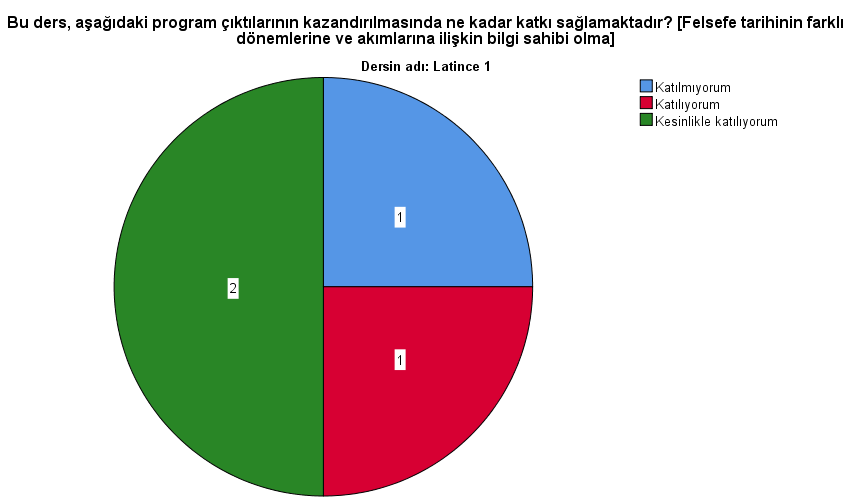 Bu ders, aşağıdaki program çıktılarının kazandırılmasında ne kadar katkı sağlamaktadır? [Felsefe tarihinin farklı
dönemlerine ve akımlarına ilişkin bilgi sahibi olma]
Dersin adı: Latince 1
Katılmıyorum
Katılıyorum
Kesinlikle katılıyorum
1
2
1